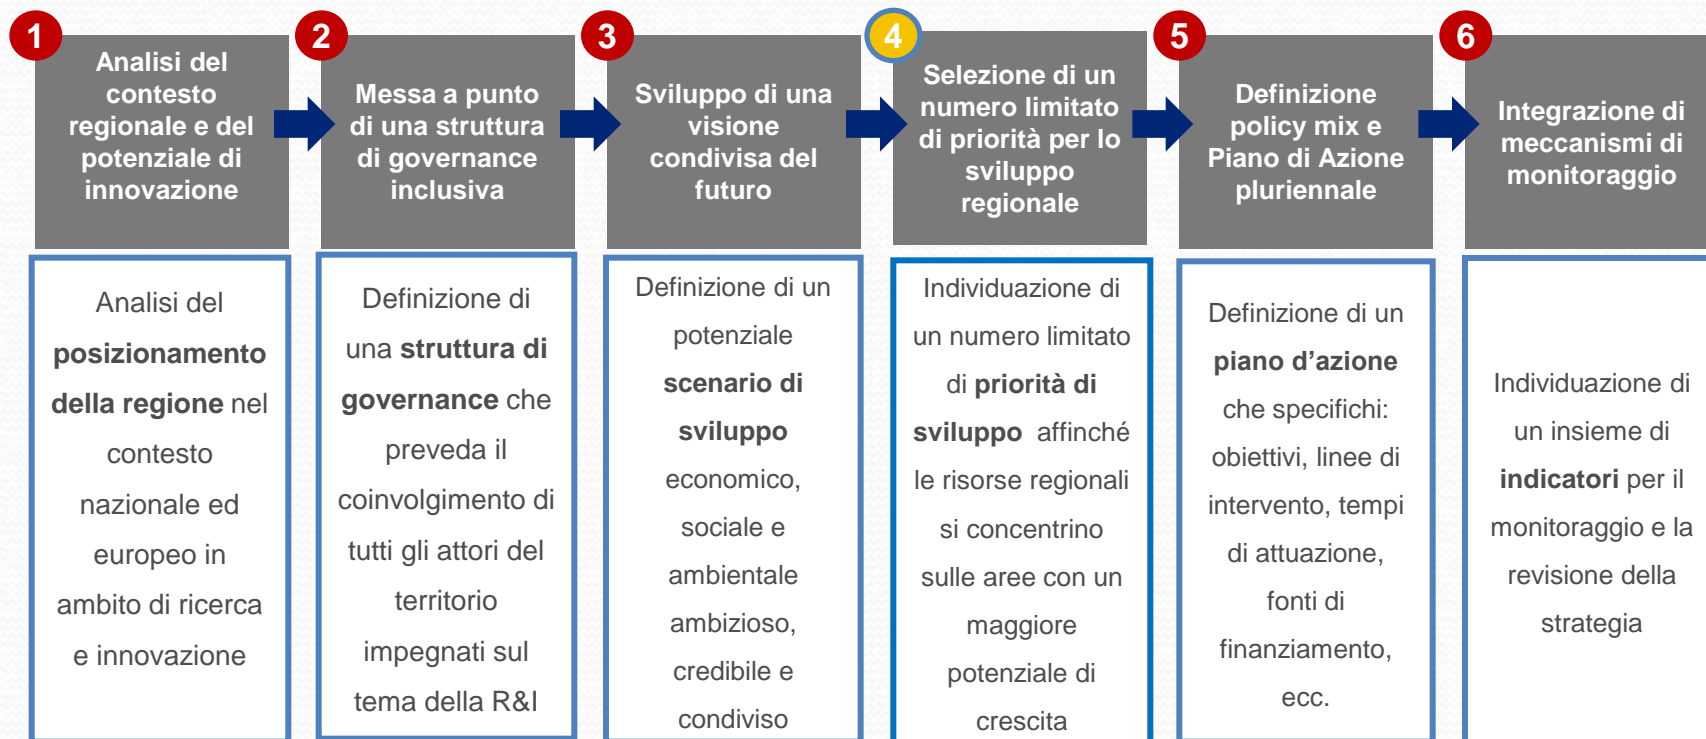 1
Analisi del
contesto
regionale e del
potenziale di
innovazione
2
Messa a punto
di una struttura
di governance
inclusiva
3
Sviluppo di una
visione
condivisa del
futuro
4
Selezione di un
numero limitato
di priorità per lo
sviluppo
regionale
5
Definizione
policy mix e
Piano di Azione
pluriennale
6
Integrazione di
meccanismi di
monitoraggio
Analisi del
posizionamento
della regione nel
contesto
nazionale ed
europeo in
ambito di ricerca
e innovazione
Definizione di
una struttura di
governance che
preveda il
coinvolgimento di
tutti gli attori del
territorio
impegnati sul
tema della R&I
Definizione di un
potenziale
scenario di
sviluppo
economico,
sociale e
ambientale
ambizioso,
credibile e
condiviso
Individuazione di
un numero limitato
di priorità di
sviluppo affinché
le risorse regionali
si concentrino
sulle aree con un
maggiore
potenziale di
crescita
Definizione di un
piano d’azione
che specifichi:
obiettivi, linee di
intervento, tempi
di attuazione,
fonti di
finanziamento,
ecc.
Individuazione di
un insieme di
indicatori per il
monitoraggio e la
revisione della
strategia